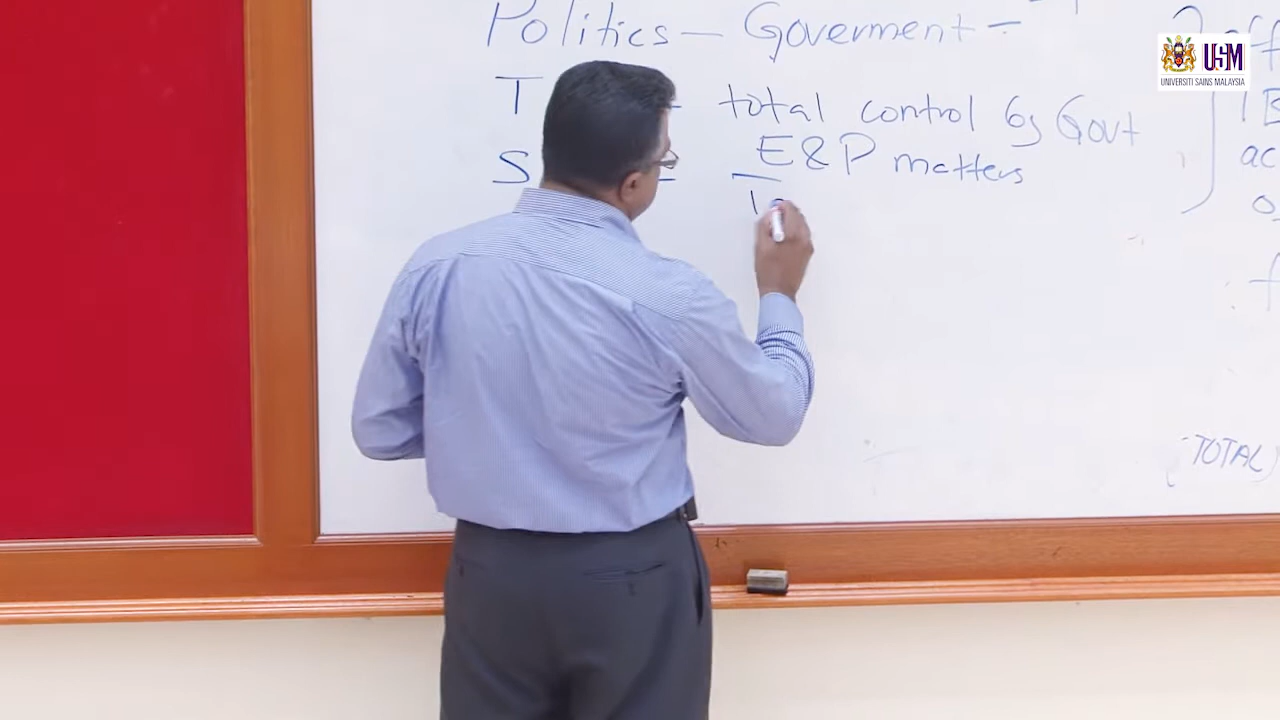 Politics — Goverment —
T
total control by Govt
S
E&P matters
TOTAL
USM
UNIVERSITI SAINS MALAYSIA